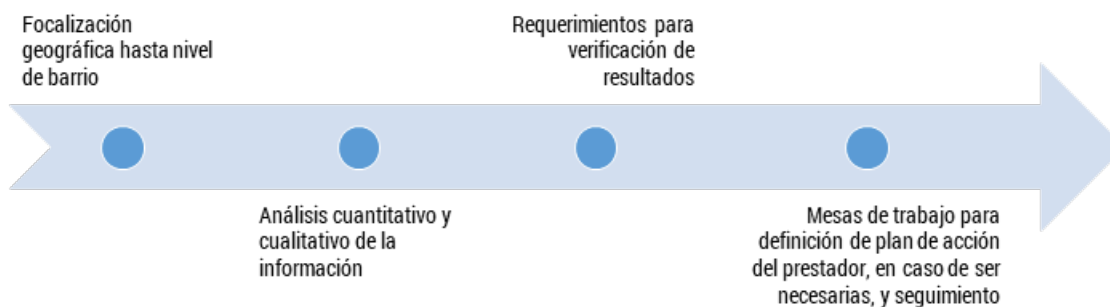 Focalización
geográfica hasta nivel
de barrio
Análisis cuantitativo y
cualitativo de la
información
Requerimientos para
verificación de
resultados
Mesas de trabajo para
definición de plan de acción
del prestador, en caso de ser
necesarias, y seguimiento